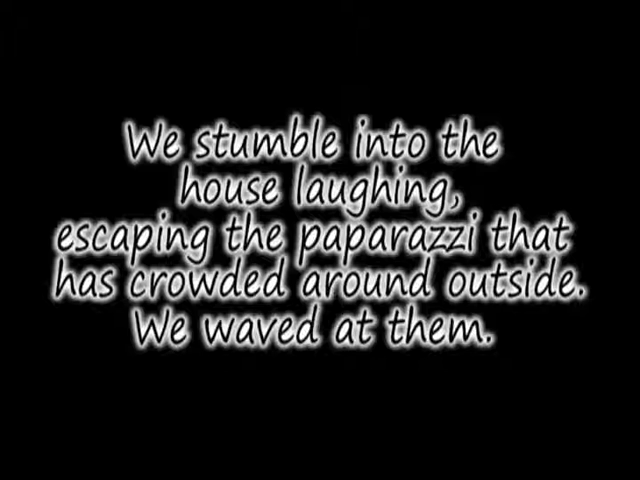 We stumble into the
house laughing,
escaping the paparazzi that
has crowded around outside.
We waved at them.